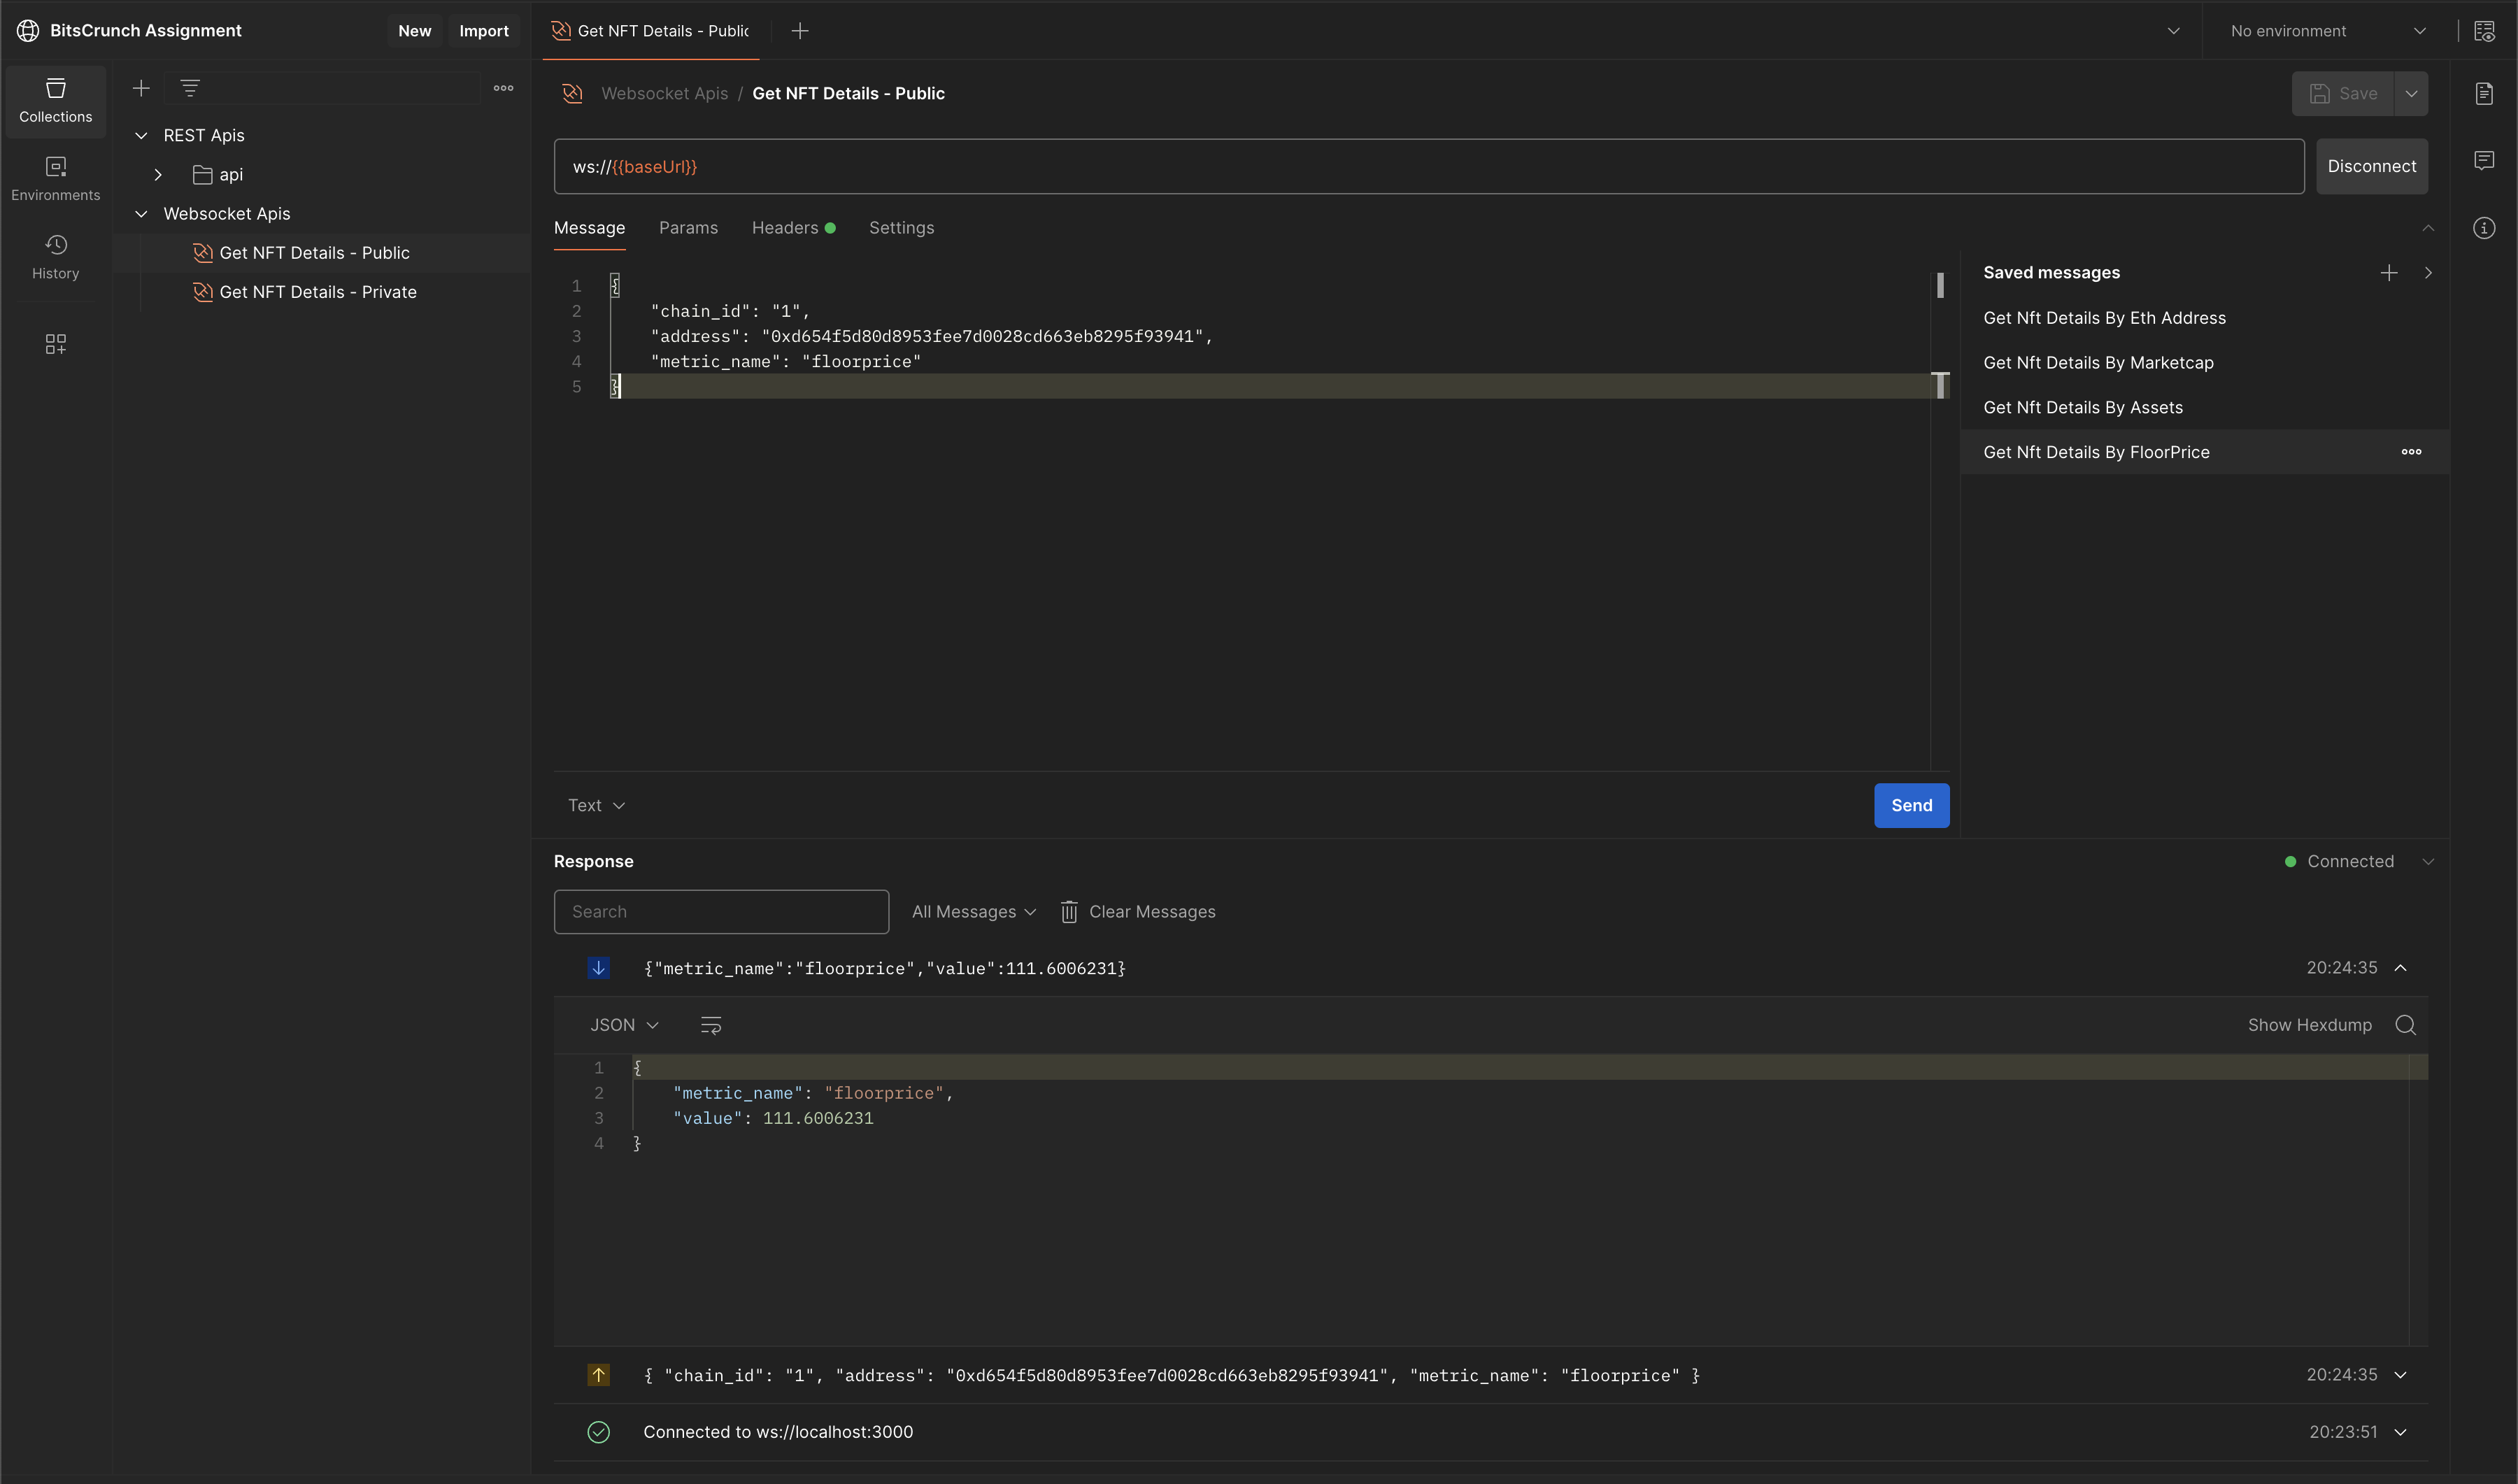 BitsCrunch Assignment
New
Import
Get NFT Details - Public
No environment
Collections
Environments
History
REST Apis
api
Websocket Apis
Get NFT Details - Public
Get NFT Details - Private
Websocket Apis / Get NFT Details - Public
Save
ws://{{baseUrl}}
Disconnect
Message
Params
Headers
Settings
1 {
2 "chain_id": "1",
3 "address": "0xd654f5d80d8953fee7d0028cd663eb8295f93941",
4 "metric_name": "floorprice"
5 }
Saved messages
Get Nft Details By Eth Address
Get Nft Details By Marketcap
Get Nft Details By Assets
Get Nft Details By FloorPrice
Text
Send
Response
Connected
Search
All Messages
Clear Messages
{"metric_name":"floorprice","value":111.6006231}
20:24:35
JSON
Show Hexdump
1 {
2 "metric_name": "floorprice",
3 "value": 111.6006231
4 }
{ "chain_id": "1", "address": "0xd654f5d80d8953fee7d0028cd663eb8295f93941", "metric_name": "floorprice" }
20:24:35
Connected to ws://localhost:3000
20:23:51